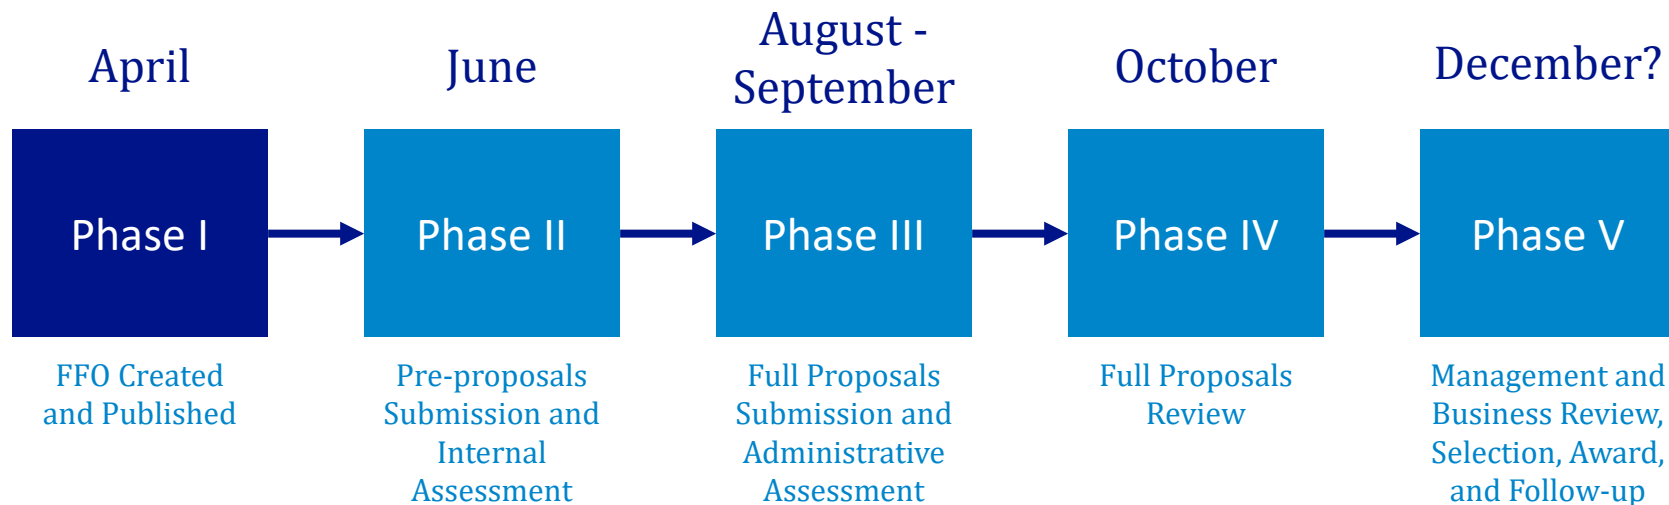 April
June
August -
September
October
December?
Phase I
Phase II
Phase III
Phase IV
Phase V
FFO Created
and Published
Pre-proposals
Submission and
Internal
Assessment
Full Proposals
Submission and
Administrative
Assessment
Full Proposals
Review
Management and
Business Review,
Selection, Award,
and Follow-up